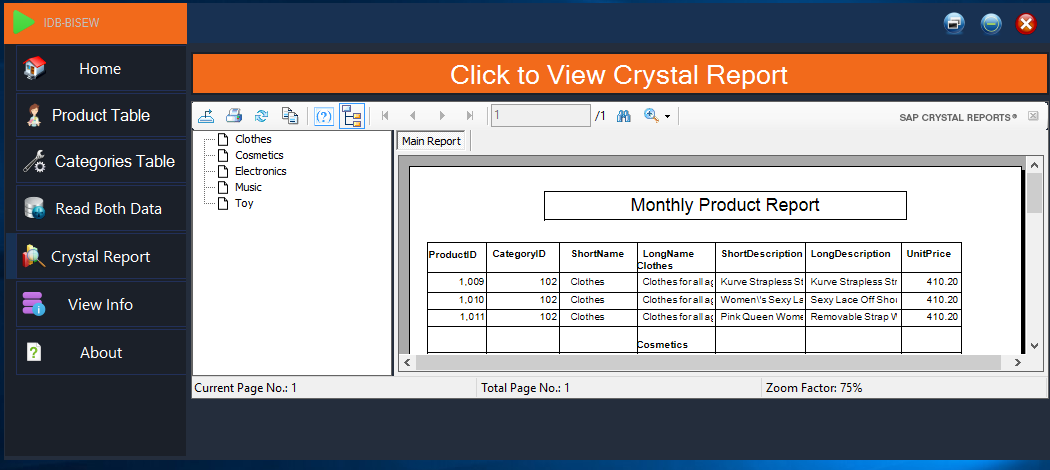 IDB-BISEW
Home
Product Table
Categories Table
Read Both Data
Crystal Report
View Info
About
Click to View Crystal Report
1 /1
SAP CRYSTAL REPORTS®
Clothes
Cosmetics
Electronics
Music
Toy
Main Report
Monthly Product Report
ProductID CategoryID ShortName LongName ShortDescription LongDescription UnitPrice
Clothes
1,009 102 Clothes Clothes for all ag Kurve Strapless St Kurve Strapless Str 410.20
1,010 102 Clothes Clothes for all ag Women\'s Sexy La Sexy Lace Off Shou 410.20
1,011 102 Clothes Clothes for all ag Pink Queen Wome Removable Strap W 410.20
Cosmetics
Current Page No.: 1 Total Page No.: 1 Zoom Factor: 75%